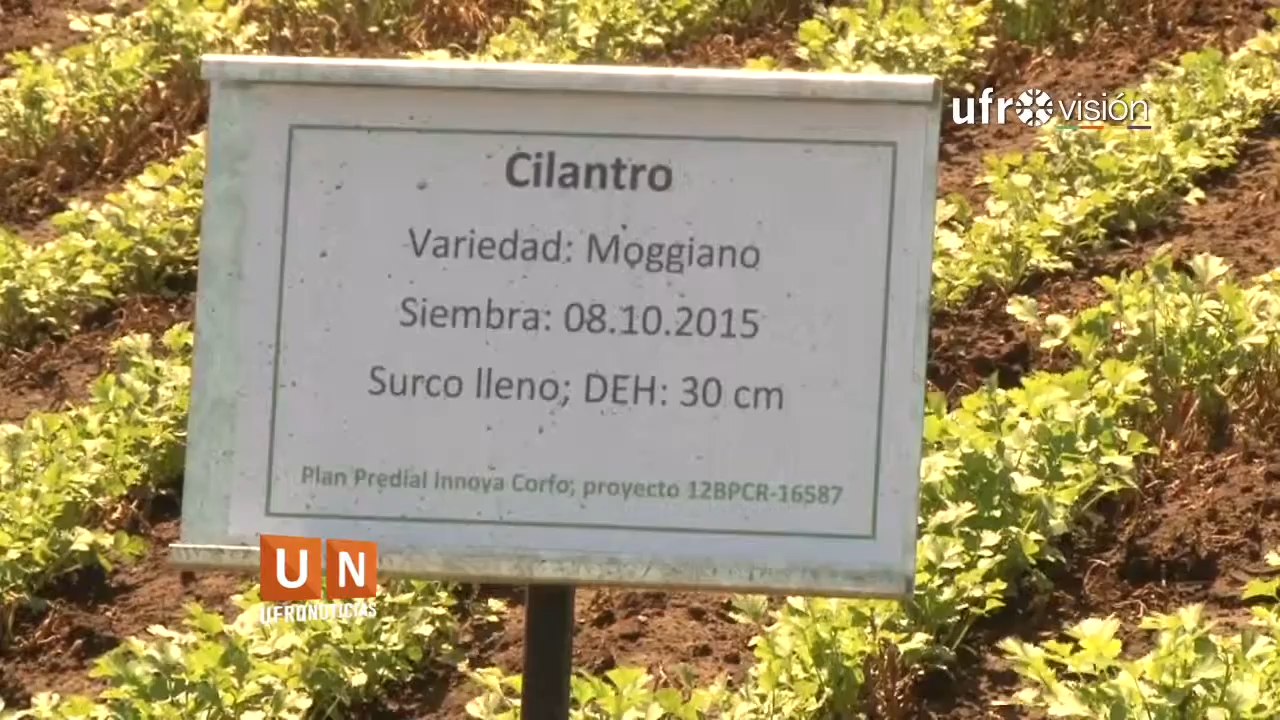 ufro visión
Cilantro
Variedad: Moggiano
Siembra: 08.10.2015
Surco lleno; DEH: 30 cm
Plan Predial Innova Corfo; proyecto 12BPCR-16587
UN
UFRONOTICIAS